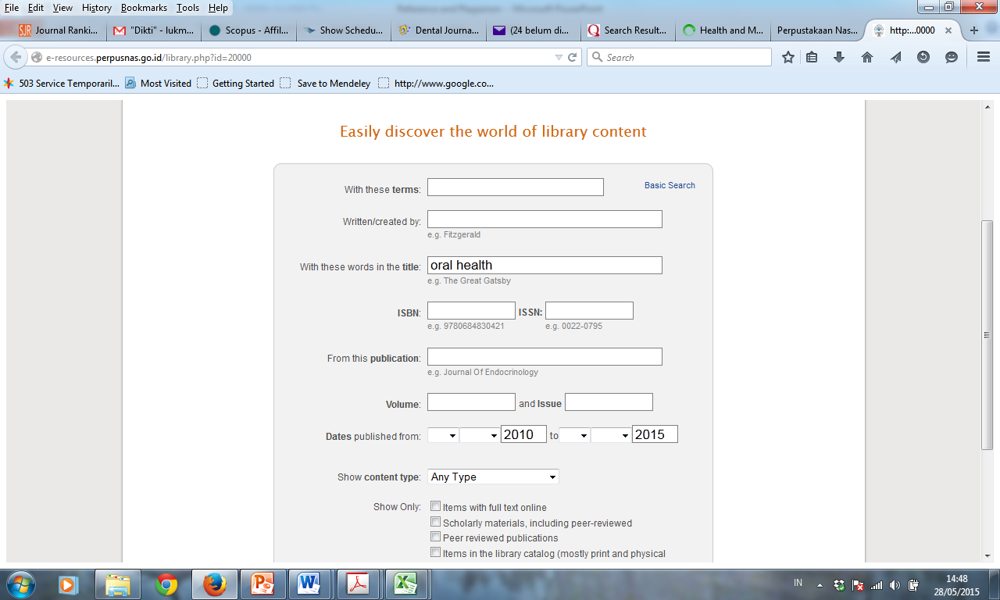 Reference and Plagiarism - Microsoft PowerPoint
File Edit View History Bookmarks Tools Help
SJR Journal Ranki... "Dikti" - lukm... Scopus - Affil... Show Schedu... Dental Journa... (24 belum di... Search Result... Health and M... Perpustakaan Nas... http:...0000
e-resources.perpusnas.go.id/library.php?id=20000 Search
503 Service Temporaril... Most Visited Getting Started Save to Mendeley http://www.google.co...
Easily discover the world of library content
With these terms: Basic Search
Written/created by:
e.g. Fitzgerald
With these words in the title: oral health
e.g. The Great Gatsby
ISBN: ISSN:
e.g. 9780684830421 e.g. 0022-0795
From this publication:
e.g. Journal Of Endocrinology
Volume: and Issue
Dates published from: 2010 to 2015
Show content type: Any Type
Show Only: Items with full text online
Scholarly materials, including peer-reviewed
Peer reviewed publications
Items in the library catalog (mostly print and physical
IN 14:48
28/05/2015